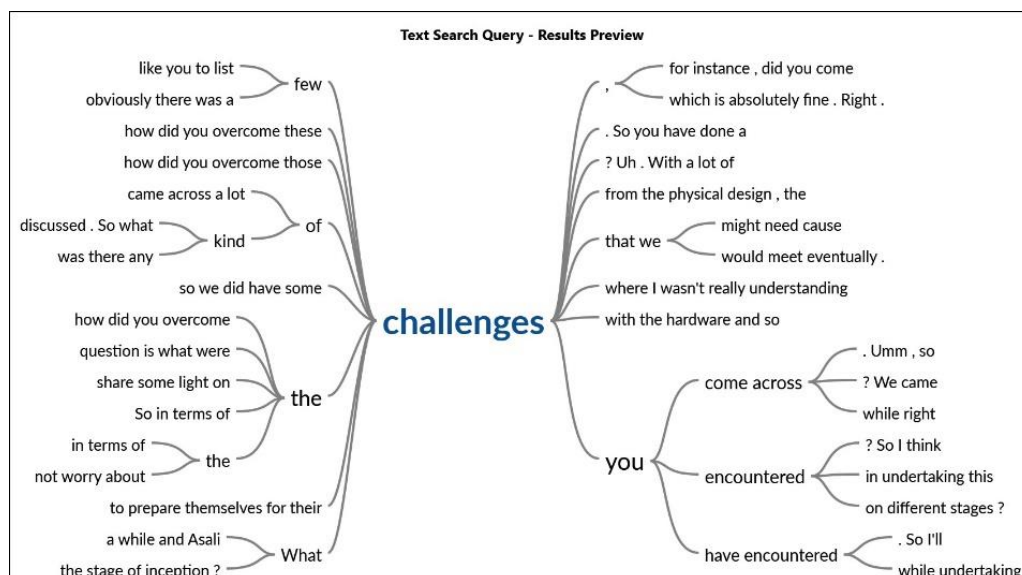 Text Search Query - Results Preview
like you to list
obviously there was a
few
how did you overcome these
how did you overcome those
came across a lot
discussed . So what
was there any
kind
of
so we did have some
how did you overcome
question is what were
share some light on
So in terms of
in terms of
not worry about
the
the
to prepare themselves for their
a while and Asali
the stage of inception ?
What
challenges
,
for instance , did you come
which is absolutely fine . Right .
. So you have done a
? Uh . With a lot of
from the physical design , the
that we
might need cause
would meet eventually .
where I wasn't really understanding
with the hardware and so
you
come across
. Umm , so
? We came
while right
encountered
? So I think
in undertaking this
on different stages ?
have encountered
. So I'll
while undertaking